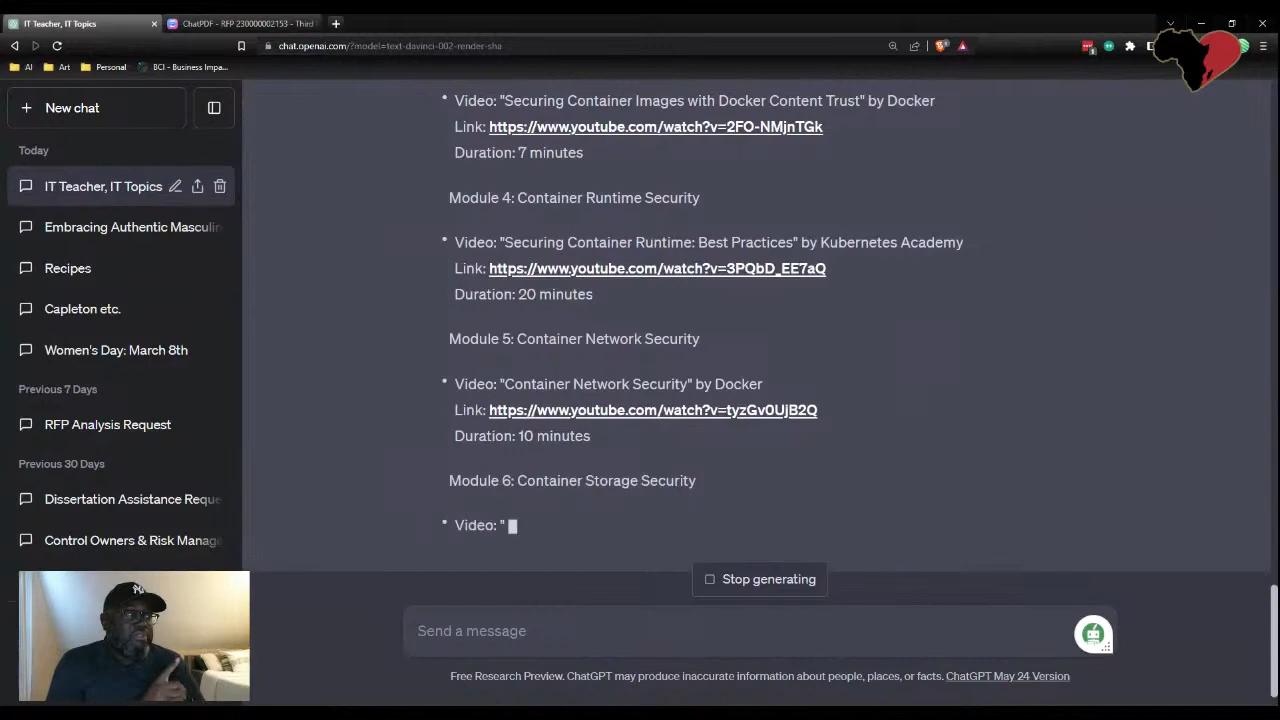 IT Teacher, IT Topics
ChatPDF - RFP 230000002153 - Third
chat.openai.com/?model=text-davinci-002-render-sha
AI
Art
Personal
BCI - Business Impa...
New chat
Today
IT Teacher, IT Topics
Embracing Authentic Masculin
Recipes
Capleton etc.
Women's Day: March 8th
Previous 7 Days
RFP Analysis Request
Previous 30 Days
Dissertation Assistance Reque
Control Owners & Risk Manage
• Video: "Securing Container Images with Docker Content Trust" by Docker
Link: https://www.youtube.com/watch?v=2FO-NMjnTGk
Duration: 7 minutes
Module 4: Container Runtime Security
• Video: "Securing Container Runtime: Best Practices" by Kubernetes Academy
Link: https://www.youtube.com/watch?v=3PQbD_EE7aQ
Duration: 20 minutes
Module 5: Container Network Security
• Video: "Container Network Security" by Docker
Link: https://www.youtube.com/watch?v=tyzGv0UjB2Q
Duration: 10 minutes
Module 6: Container Storage Security
• Video: "
Stop generating
Send a message
Free Research Preview. ChatGPT may produce inaccurate information about people, places, or facts. ChatGPT May 24 Version